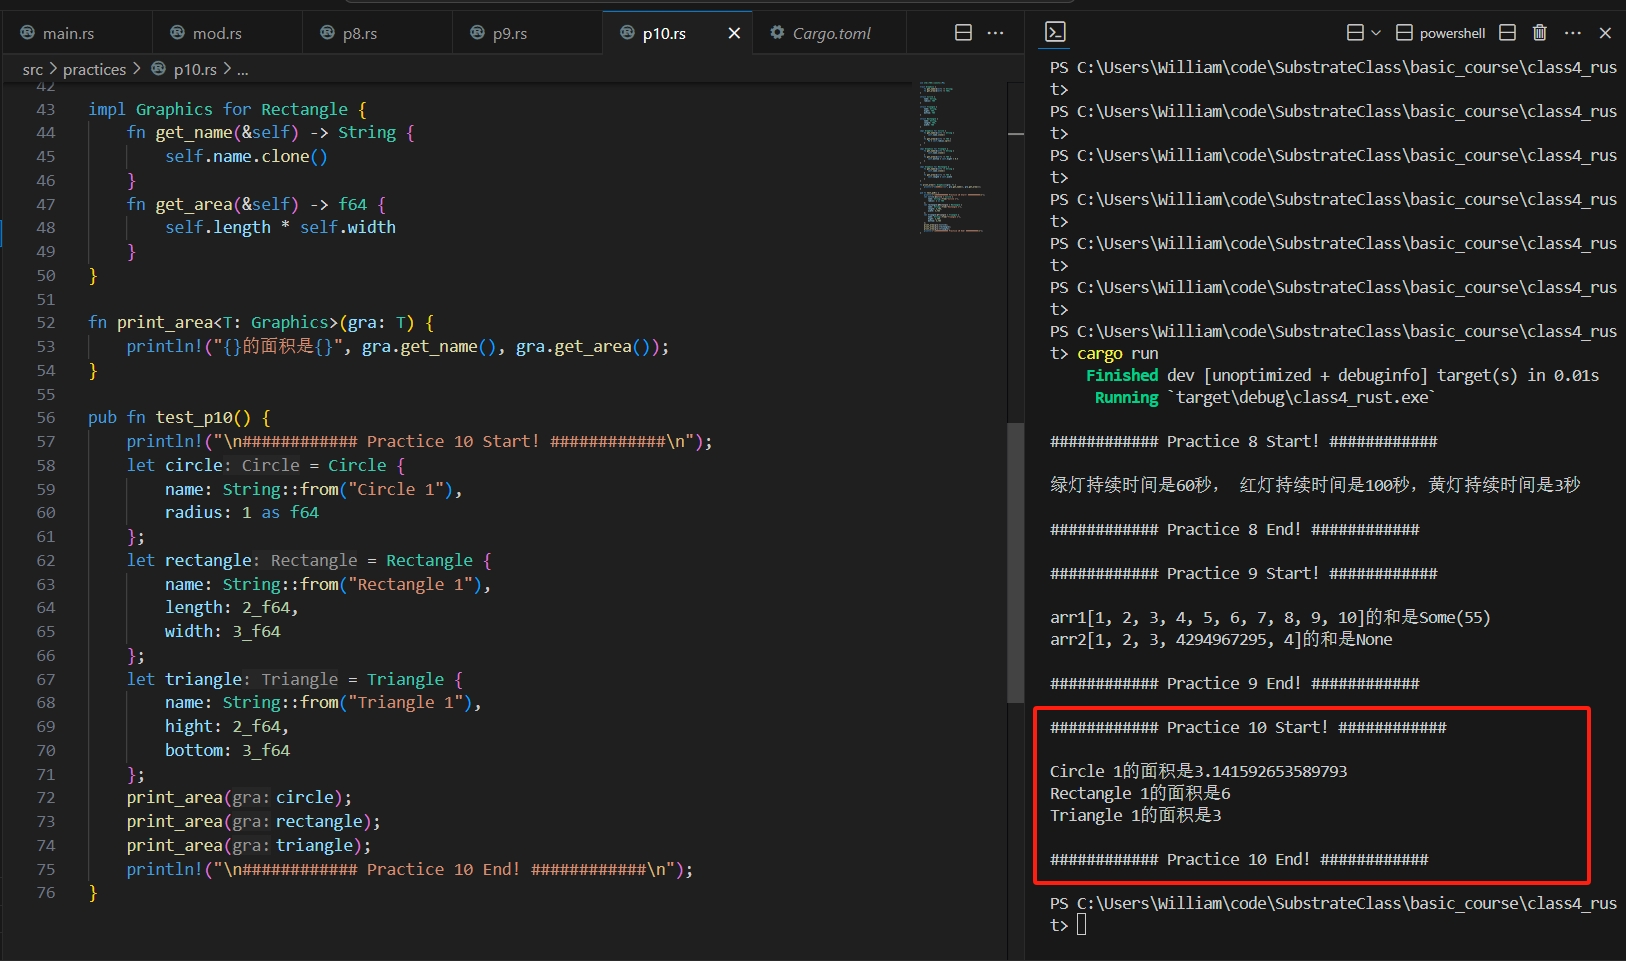 main.rs
mod.rs
p8.rs
p9.rs
p10.rs
Cargo.toml
src > practices > p10.rs > ...
42
43 impl Graphics for Rectangle {
44 fn get_name(&self) -> String {
45 self.name.clone()
46 }
47 fn get_area(&self) -> f64 {
48 self.length * self.width
49 }
50 }
51
52 fn print_area<T: Graphics>(gra: T) {
53 println!("{}的面积是{}", gra.get_name(), gra.get_area());
54 }
55
56 pub fn test_p10() {
57 println!("\n############ Practice 10 Start! ############\n");
58 let circle: Circle = Circle {
59 name: String::from("Circle 1"),
60 radius: 1 as f64
61 };
62 let rectangle: Rectangle = Rectangle {
63 name: String::from("Rectangle 1"),
64 length: 2_f64,
65 width: 3_f64
66 };
67 let triangle: Triangle = Triangle {
68 name: String::from("Triangle 1"),
69 hight: 2_f64,
70 bottom: 3_f64
71 };
72 print_area(gra: circle);
73 print_area(gra: rectangle);
74 print_area(gra: triangle);
75 println!("\n############ Practice 10 End! ############\n");
76 }
powershell
PS C:\Users\William\code\SubstrateClass\basic_course\class4_rus
t>
PS C:\Users\William\code\SubstrateClass\basic_course\class4_rus
t>
PS C:\Users\William\code\SubstrateClass\basic_course\class4_rus
t>
PS C:\Users\William\code\SubstrateClass\basic_course\class4_rus
t>
PS C:\Users\William\code\SubstrateClass\basic_course\class4_rus
t>
PS C:\Users\William\code\SubstrateClass\basic_course\class4_rus
t>
PS C:\Users\William\code\SubstrateClass\basic_course\class4_rus
t> cargo run
Finished dev [unoptimized + debuginfo] target(s) in 0.01s
Running `target\debug\class4_rust.exe`
############ Practice 8 Start! ############
绿灯持续时间是60秒， 红灯持续时间是100秒，黄灯持续时间是3秒
############ Practice 8 End! ############
############ Practice 9 Start! ############
arr1[1, 2, 3, 4, 5, 6, 7, 8, 9, 10]的和是Some(55)
arr2[1, 2, 3, 4294967295, 4]的和是None
############ Practice 9 End! ############
############ Practice 10 Start! ############
Circle 1的面积是3.141592653589793
Rectangle 1的面积是6
Triangle 1的面积是3
############ Practice 10 End! ############
PS C:\Users\William\code\SubstrateClass\basic_course\class4_rus
t>